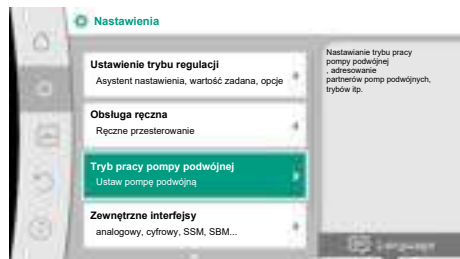 Nastawienia
Ustawienie trybu regulacji
Asystent nastawienia, wartość zadana, opcje
Obsługa ręczna
Ręczne przesterowanie
Tryb pracy pompy podwójnej
Ustaw pompę podwójną
Zewnętrzne interfejsy
analogowy, cyfrowy, SSM, SBM...
Nastawianie trybu pracy
pompy podwójnej
, adresowanie
partnerów pomp podwójnych,
trybów itp.
Language